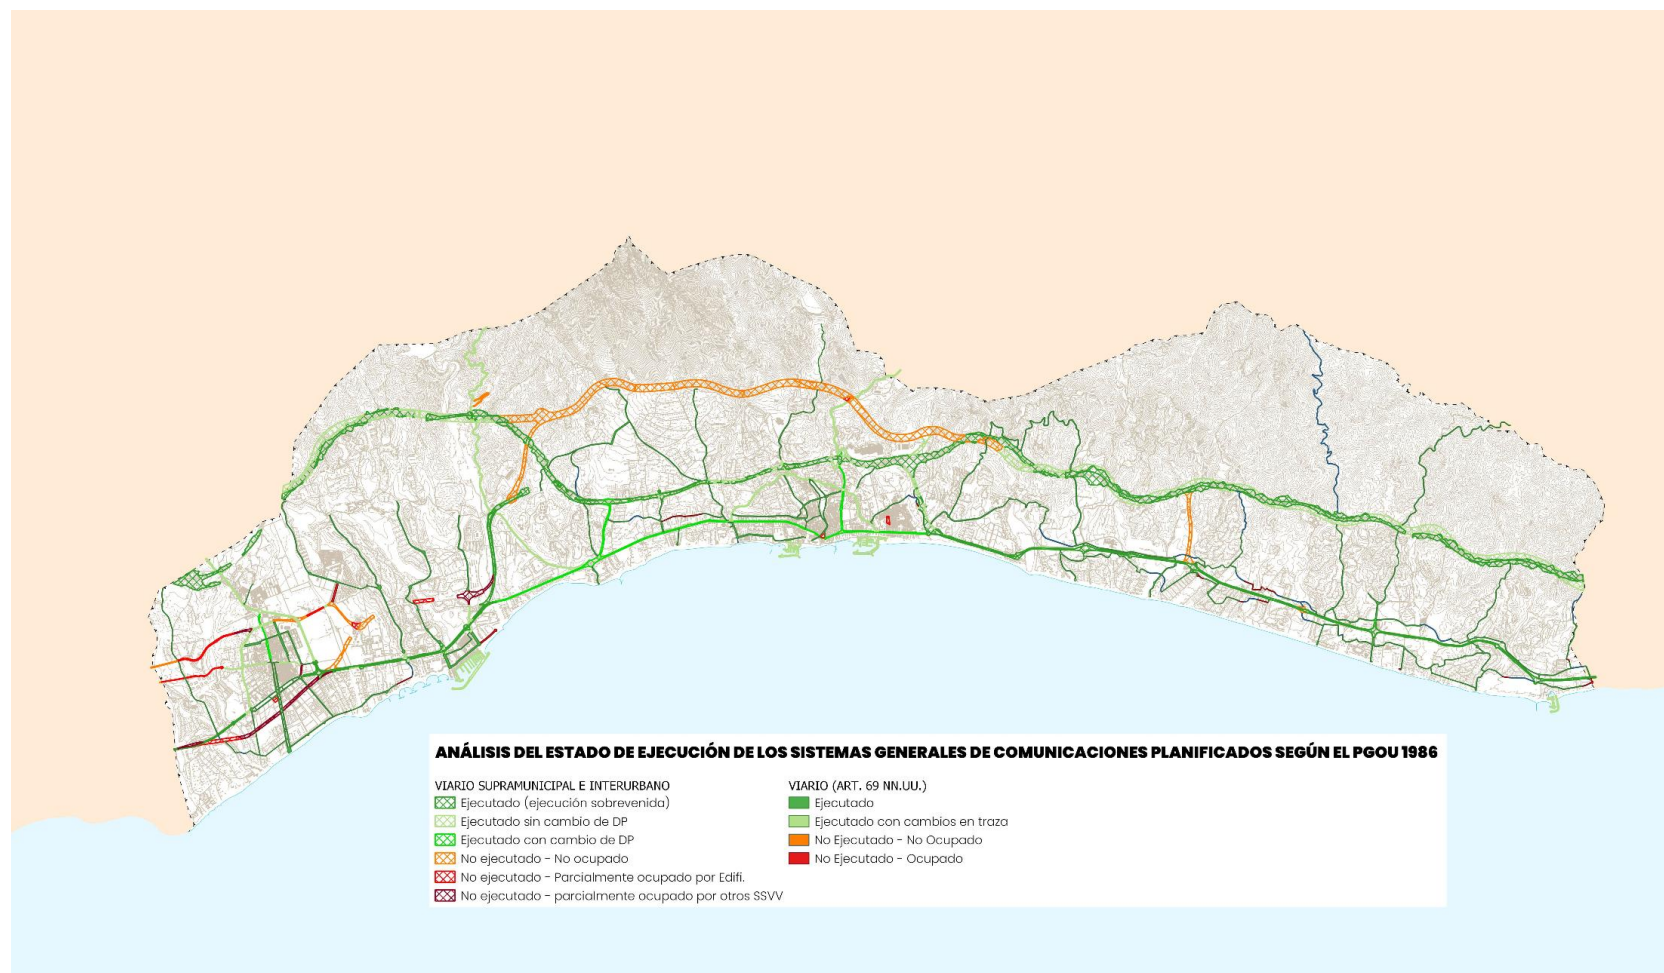 ANÁLISIS DEL ESTADO DE EJECUCIÓN DE LOS SISTEMAS GENERALES DE COMUNICACIONES PLANIFICADOS SEGÚN EL PGOU 1986
VIARIO SUPRAMUNICIPAL E INTERURBANO
Ejecutado (ejecución sobrevenida)
Ejecutado sin cambio de DP
Ejecutado con cambio de DP
No ejecutado - No ocupado
No ejecutado - Parcialmente ocupado por Edifi.
No ejecutado - parcialmente ocupado por otros SSVV
VIARIO (ART. 69 NN.UU.)
Ejecutado
Ejecutado con cambios en traza
No Ejecutado - No Ocupado
No Ejecutado - Ocupado